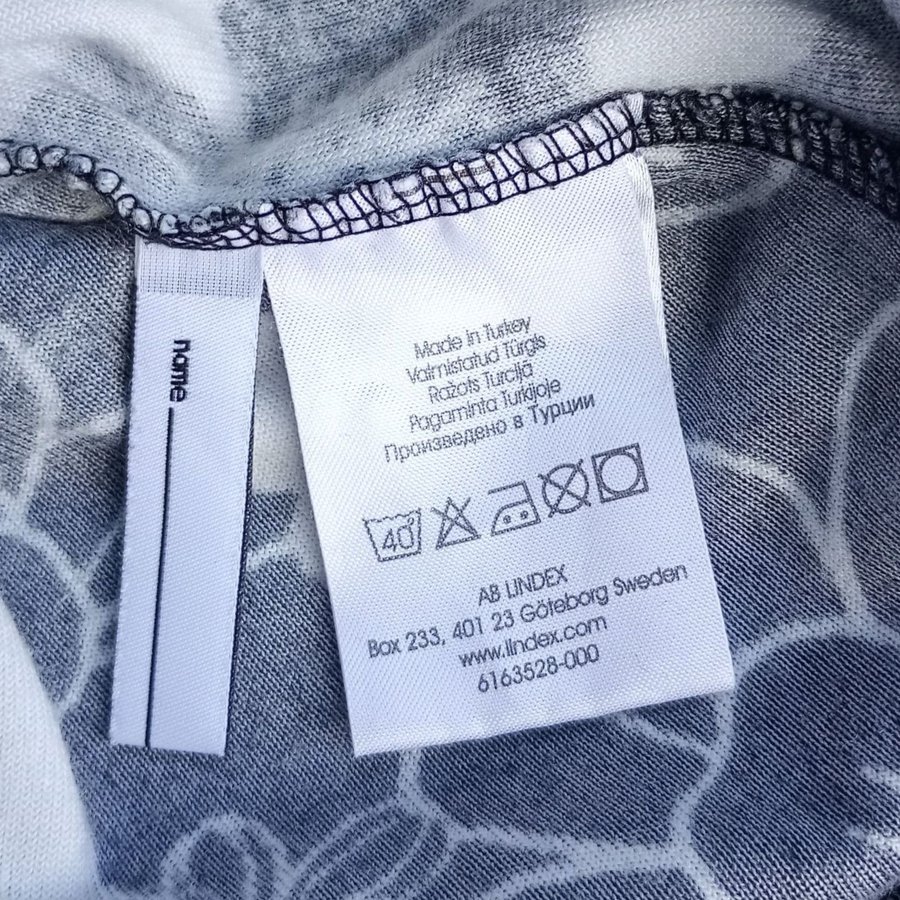 name
Made in Turkey
Valmistatud Türgis
Ražots Turcijā
Pagaminta Turkijoje
Произведено в Турции
40°
AB LINDEX
Box 233, 401 23 Göteborg Sweden
www.lindex.com
6163528-000